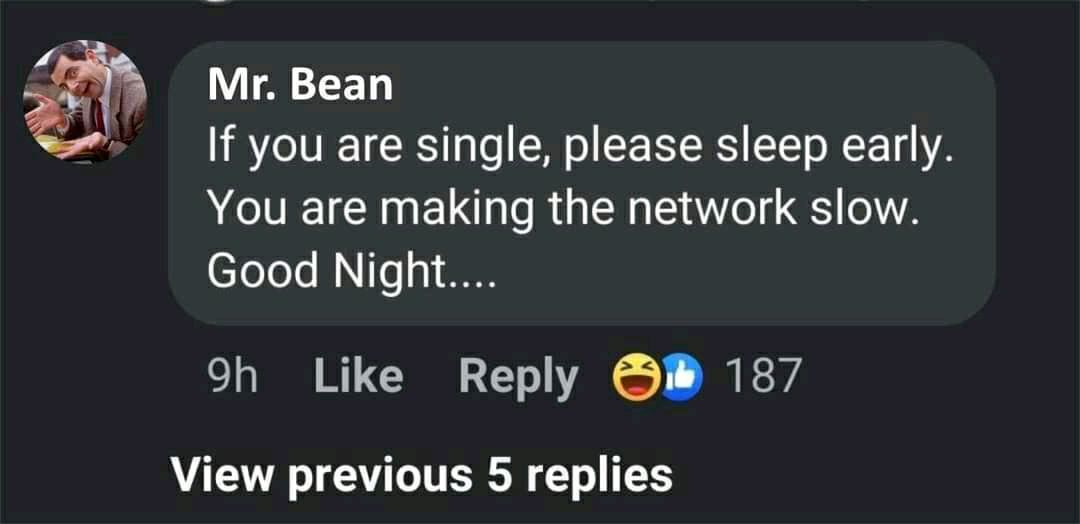 Mr. Bean
If you are single, please sleep early.
You are making the network slow.
Good Night....
9h Like Reply 187
View previous 5 replies